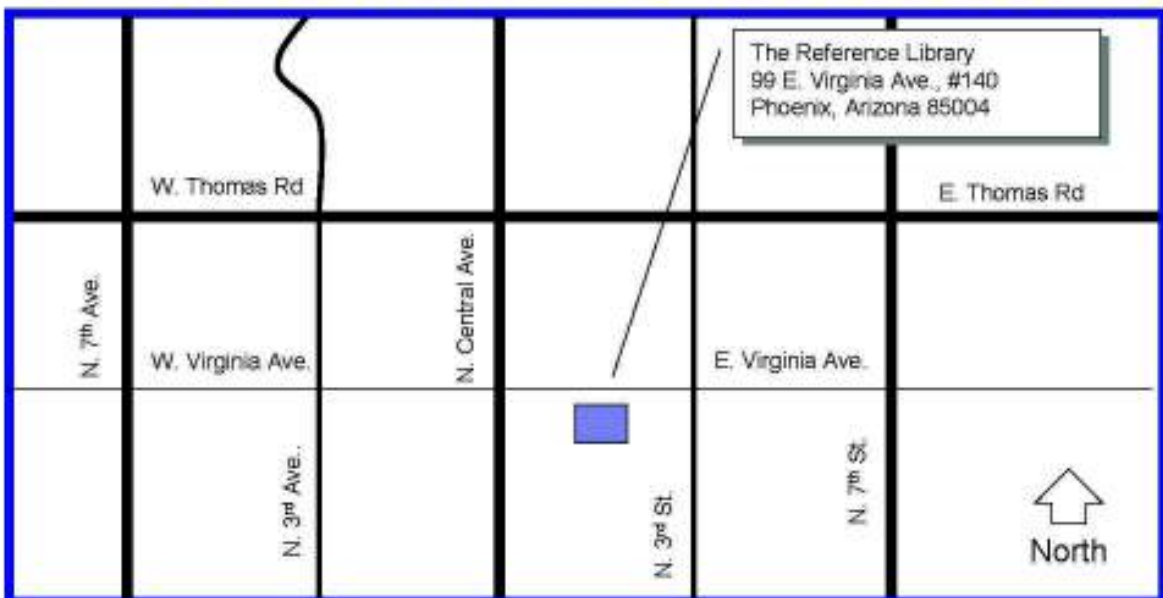 The Reference Library
99 E. Virginia Ave., #140
Phoenix, Arizona 85004
W. Thomas Rd
E. Thomas Rd
N. 7th Ave.
N. Central Ave.
W. Virginia Ave.
E. Virginia Ave.
N. 3rd Ave..
N. 3rd St.
N. 7th St.
North